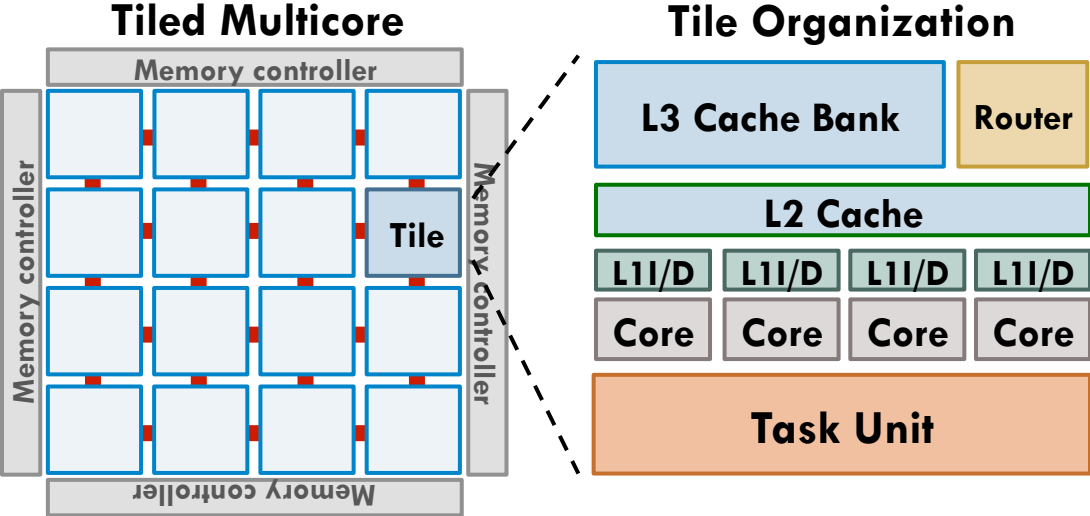 Tiled Multicore
Memory controller
Memory controller
Tile
Memory controller
Memory controller
Tile Organization
L3 Cache Bank
Router
L2 Cache
L1I/D
L1I/D
L1I/D
L1I/D
Core
Core
Core
Core
Task Unit